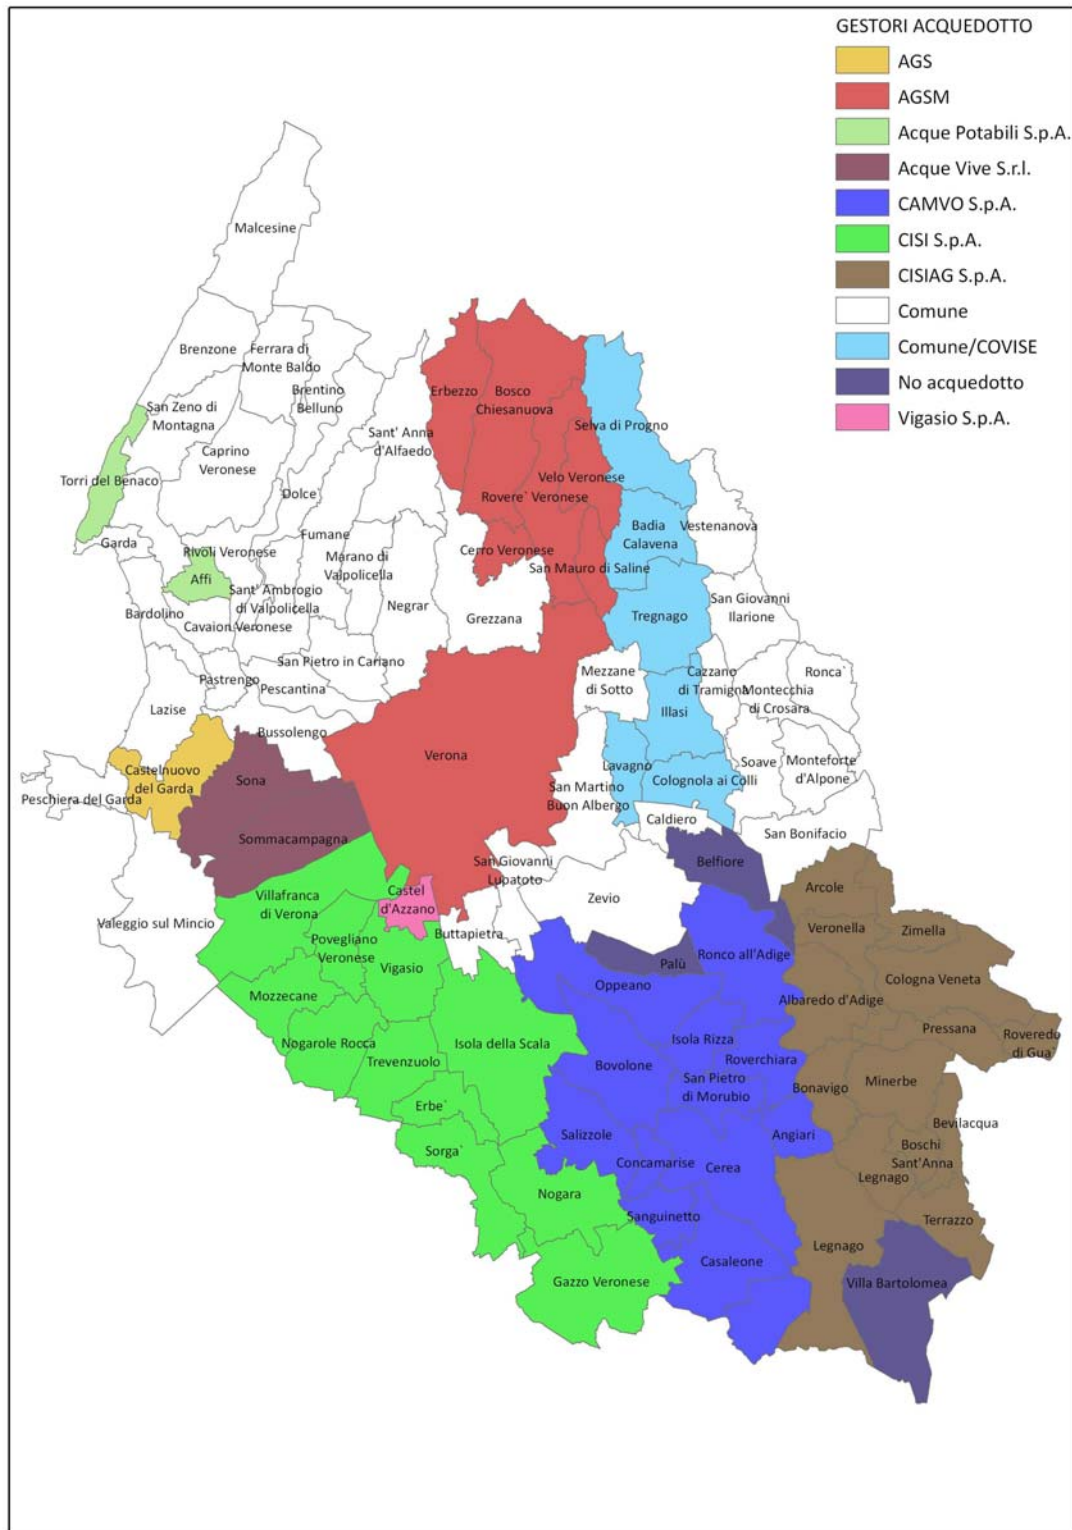 GESTORI ACQUEDOTTO
AGS
AGSM
Acque Potabili S.p.A.
Acque Vive S.r.l.
CAMVO S.p.A.
CISI S.p.A.
CISIAG S.p.A.
Comune
Comune/COVISE
No acquedotto
Vigasio S.p.A.
Malcesine
Brenzone
Ferrara di
Monte Baldo
Brentino
Belluno
San Zeno di
Montagna
Caprino
Veronese
Sant' Anna
d'Alfaedo
Erbezzo
Bosco
Chiesanuova
Selva di Progno
Torri del Benaco
Dolce
Velo Veronese
Rovere` Veronese
Badia
Calavena
Vestenanova
Garda
Rivoli Veronese
Affi
Fumane
Marano di
Valpolicella
Cerro Veronese
San Mauro di Saline
Sant' Ambrogio
di Valpolicella
Negrar
Grezzana
Tregnago
San Giovanni
Ilarione
Bardolino
Cavaion Veronese
San Pietro in Cariano
Pastrengo
Pescantina
Mezzane
di Sotto
Cazzano
di Tramigna
Ronca`
Montecchia
di Crosara
Lazise
Illasi
Bussolengo
Verona
Lavagno
Soave
Monteforte
d'Alpone
Castelnuovo
del Garda
Sona
Colognola ai Colli
Peschiera del Garda
San Martino
Buon Albergo
Caldiero
San Bonifacio
Sommacampagna
San Giovanni
Lupatoto
Belfiore
Villafranca
di Verona
Castel
d'Azzano
Zevio
Arcole
Valeggio sul Mincio
Buttapietra
Veronella
Zimella
Povegliano
Veronese
Vigasio
Palù
Ronco all'Adige
Oppeano
Cologna Veneta
Mozzecane
Albaredo d'Adige
Nogarole Rocca
Isola della Scala
Isola Rizza
Pressana
Roveredo
di Gua`
Trevenzuolo
Bovolone
Roverchiara
San Pietro
di Morubio
Bonavigo
Minerbe
Erbe`
Bevilacqua
Salizzole
Angiari
Boschi
Sant'Anna
Sorga`
Concamarise
Cerea
Legnago
Nogara
Sanguinetto
Terrazzo
Legnago
Casaleone
Gazzo Veronese
Villa Bartolomea